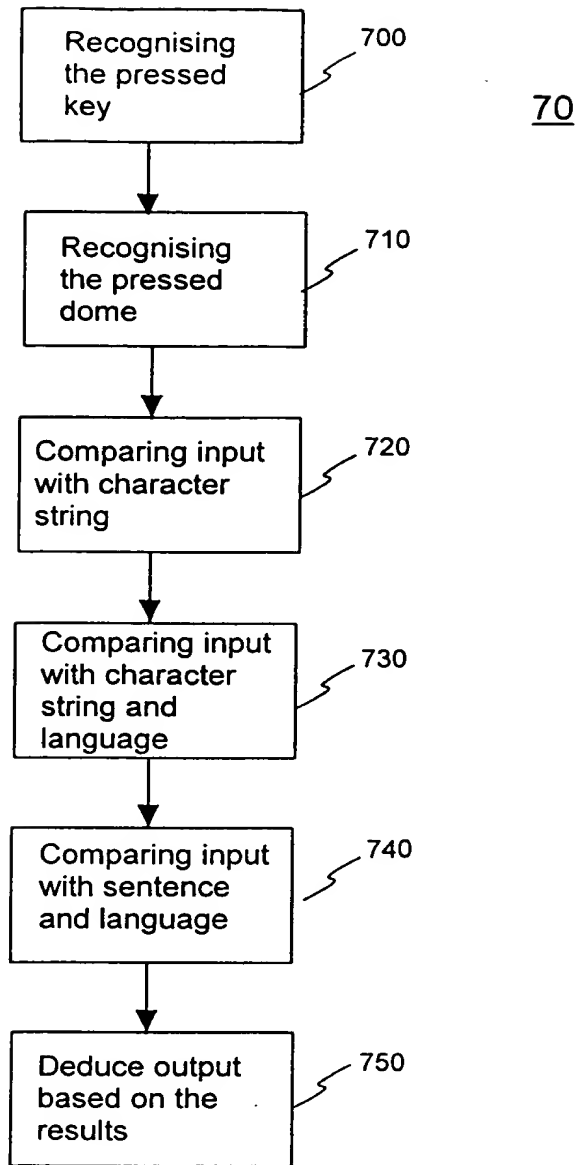 Recognising
the pressed
key
700
70
Recognising
the pressed
dome
710
Comparing input
with character
string
720
Comparing input
with character
string and
language
730
Comparing input
with sentence
and language
740
Deduce output
based on the
results
750